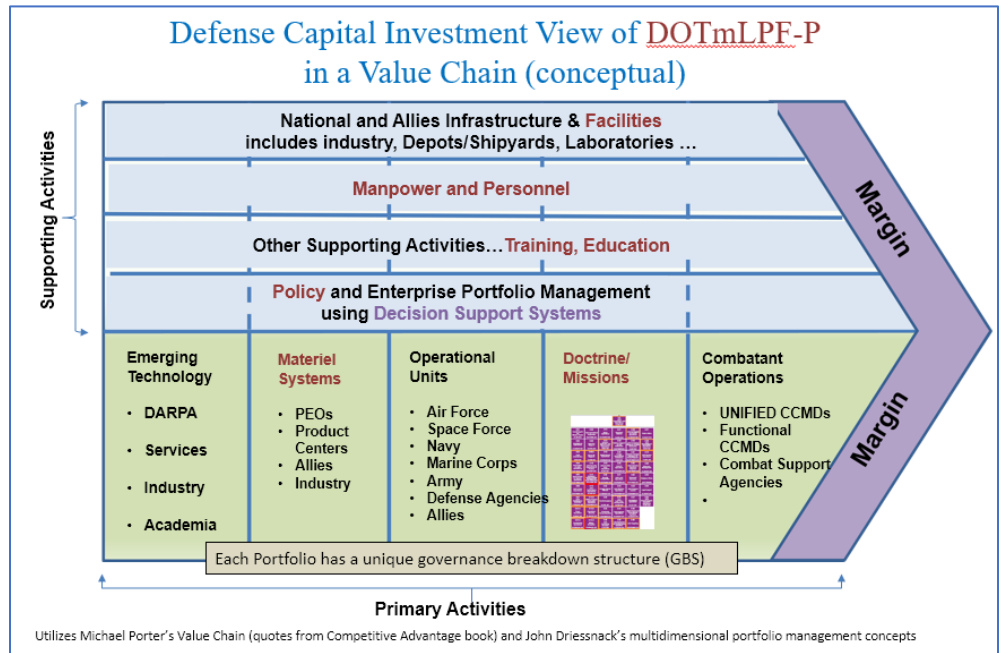 Defense Capital Investment View of DOTmLPF-P
in a Value Chain (conceptual)
Supporting Activities
National and Allies Infrastructure & Facilities
includes industry, Depots/Shipyards, Laboratories …
Manpower and Personnel
Other Supporting Activities…Training, Education
Policy and Enterprise Portfolio Management
using Decision Support Systems
Margin
Margin
Emerging
Technology
• DARPA
• Services
• Industry
• Academia
Materiel
Systems
• PEOs
• Product
Centers
• Allies
• Industry
Operational
Units
• Air Force
• Space Force
• Navy
• Marine Corps
• Army
• Defense Agencies
• Allies
Doctrine/
Missions
Combatant
Operations
• UNIFIED CCMDs
• Functional
CCMDs
• Combat Support
Agencies
•
Each Portfolio has a unique governance breakdown structure (GBS)
Primary Activities
Utilizes Michael Porter's Value Chain (quotes from Competitive Advantage book) and John Driessnack's multidimensional portfolio management concepts